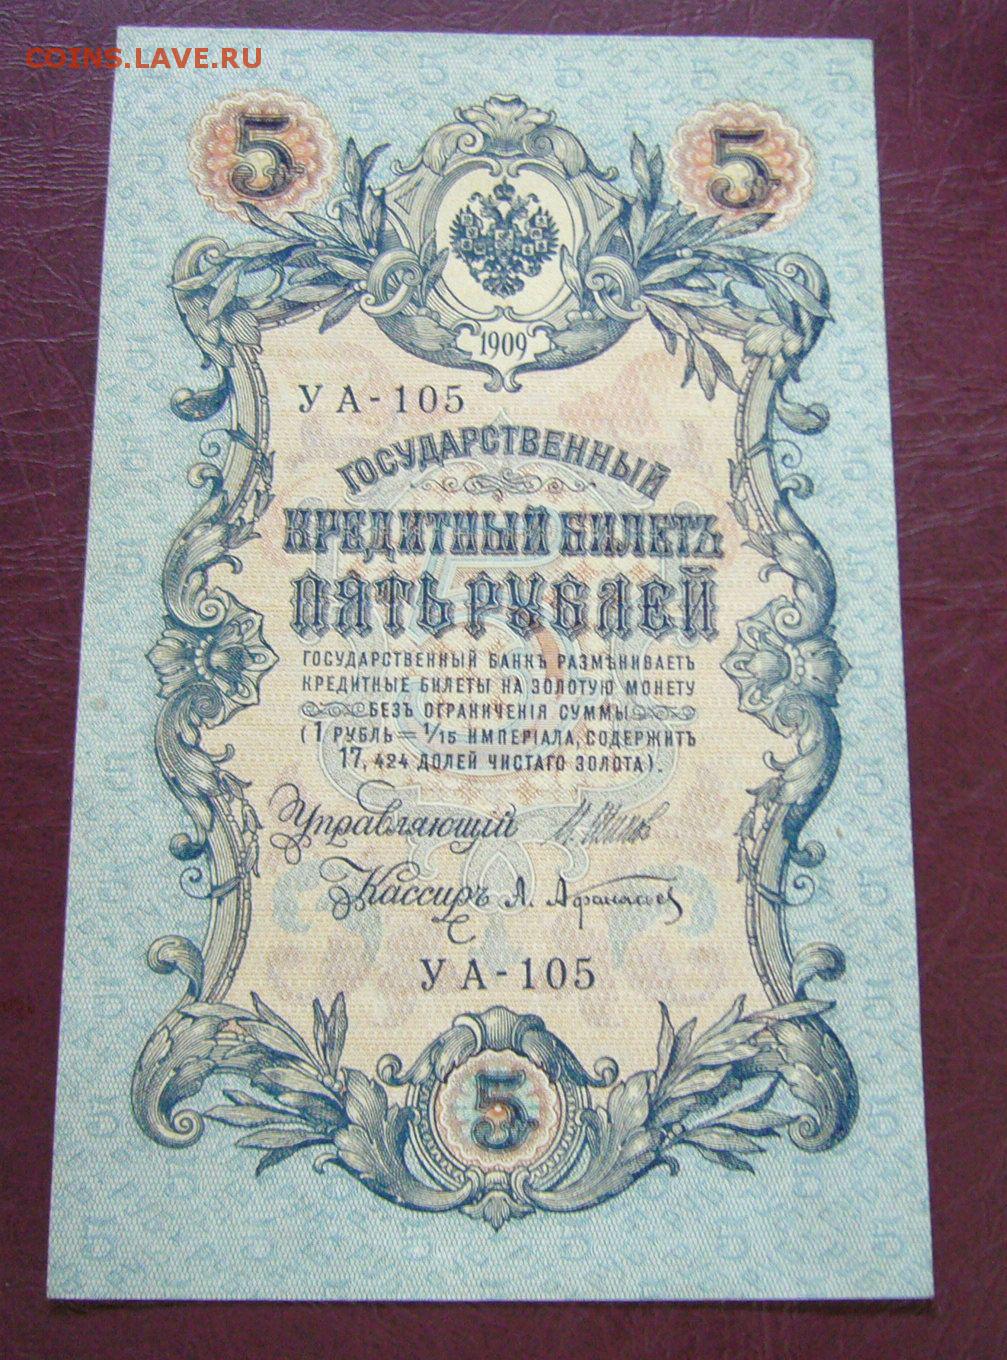 COINS.LAVE.RU
5 5
1909
УА-105
ГОСУДАРСТВЕННЫЙ
КРЕДИТНЫЙ БИЛЕТЪ
ПЯТЬ РУБЛЕЙ
ГОСУДАРСТВЕННЫЙ БАНКЪ РАЗМѢНИВАЕТЪ
КРЕДИТНЫЕ БИЛЕТЫ НА ЗОЛОТУЮ МОНЕТУ
БЕЗЪ ОГРАНИЧЕНІЯ СУММЫ
(1 РУБЛЬ = 1/15 ИМПЕРІАЛА, СОДЕРЖИТЪ
17,424 ДОЛЕЙ ЧИСТАГО ЗОЛОТА).
Управляющій
Кассиръ А. Афанасьев
УА-105
5